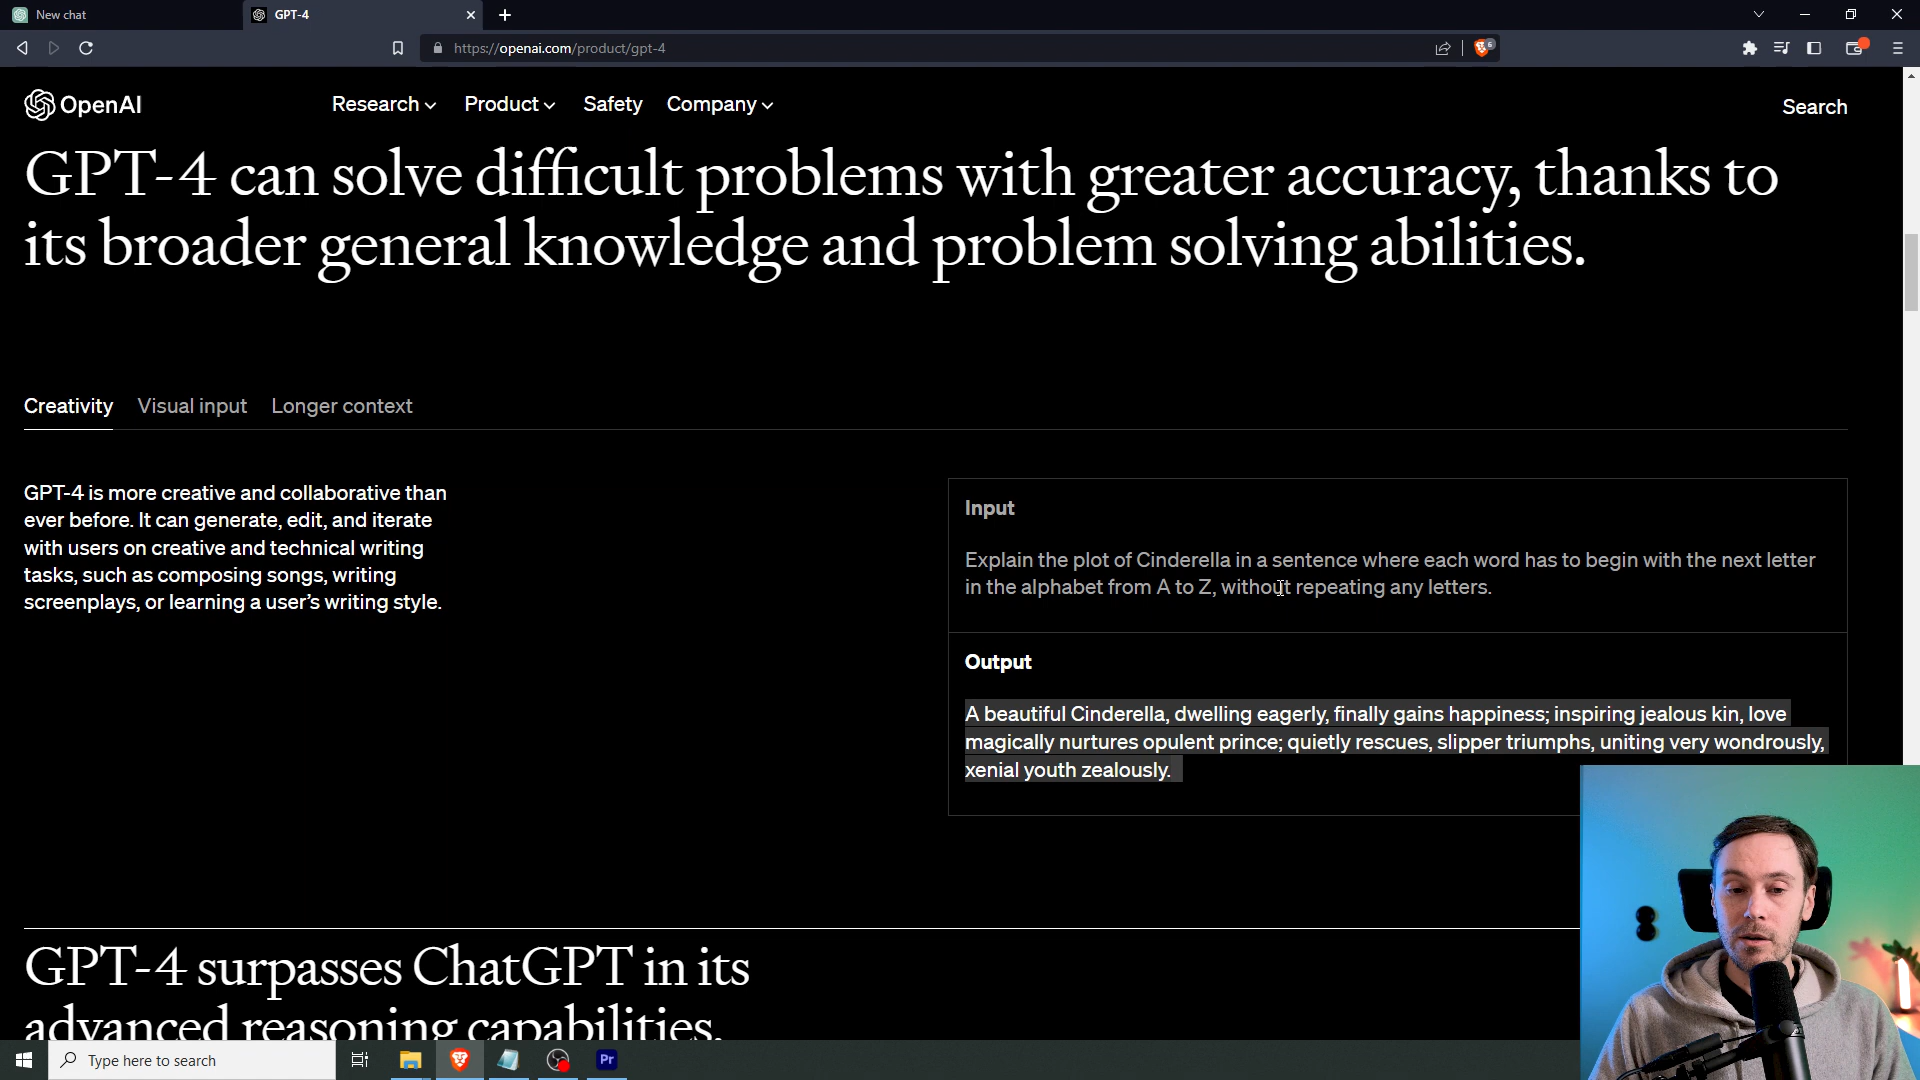 New chat
GPT-4
https://openai.com/product/gpt-4
6
OpenAI
Research
Product
Safety
Company
Search
GPT-4 can solve difficult problems with greater accuracy, thanks to
its broader general knowledge and problem solving abilities.
Creativity
Visual input
Longer context
GPT-4 is more creative and collaborative than
ever before. It can generate, edit, and iterate
with users on creative and technical writing
tasks, such as composing songs, writing
screenplays, or learning a user’s writing style.
Input
Explain the plot of Cinderella in a sentence where each word has to begin with the next letter
in the alphabet from A to Z, without repeating any letters.
Output
A beautiful Cinderella, dwelling eagerly, finally gains happiness; inspiring jealous kin, love
magically nurtures opulent prince; quietly rescues, slipper triumphs, uniting very wondrously,
xenial youth zealously.
GPT-4 surpasses ChatGPT in its
advanced reasoning capabilities.
Type here to search
Pr